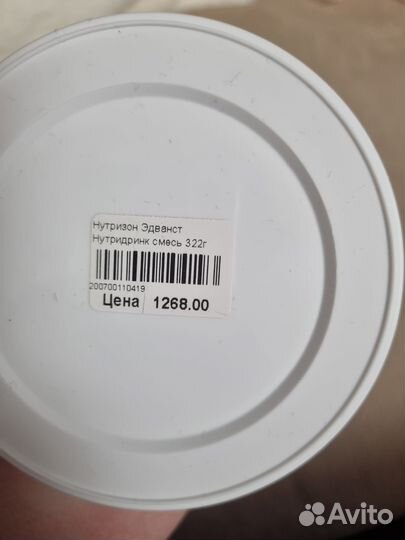 Нутризон Эдванст
Нутридринк смесь 322г
200700110419
Цена 1268.00
Avito